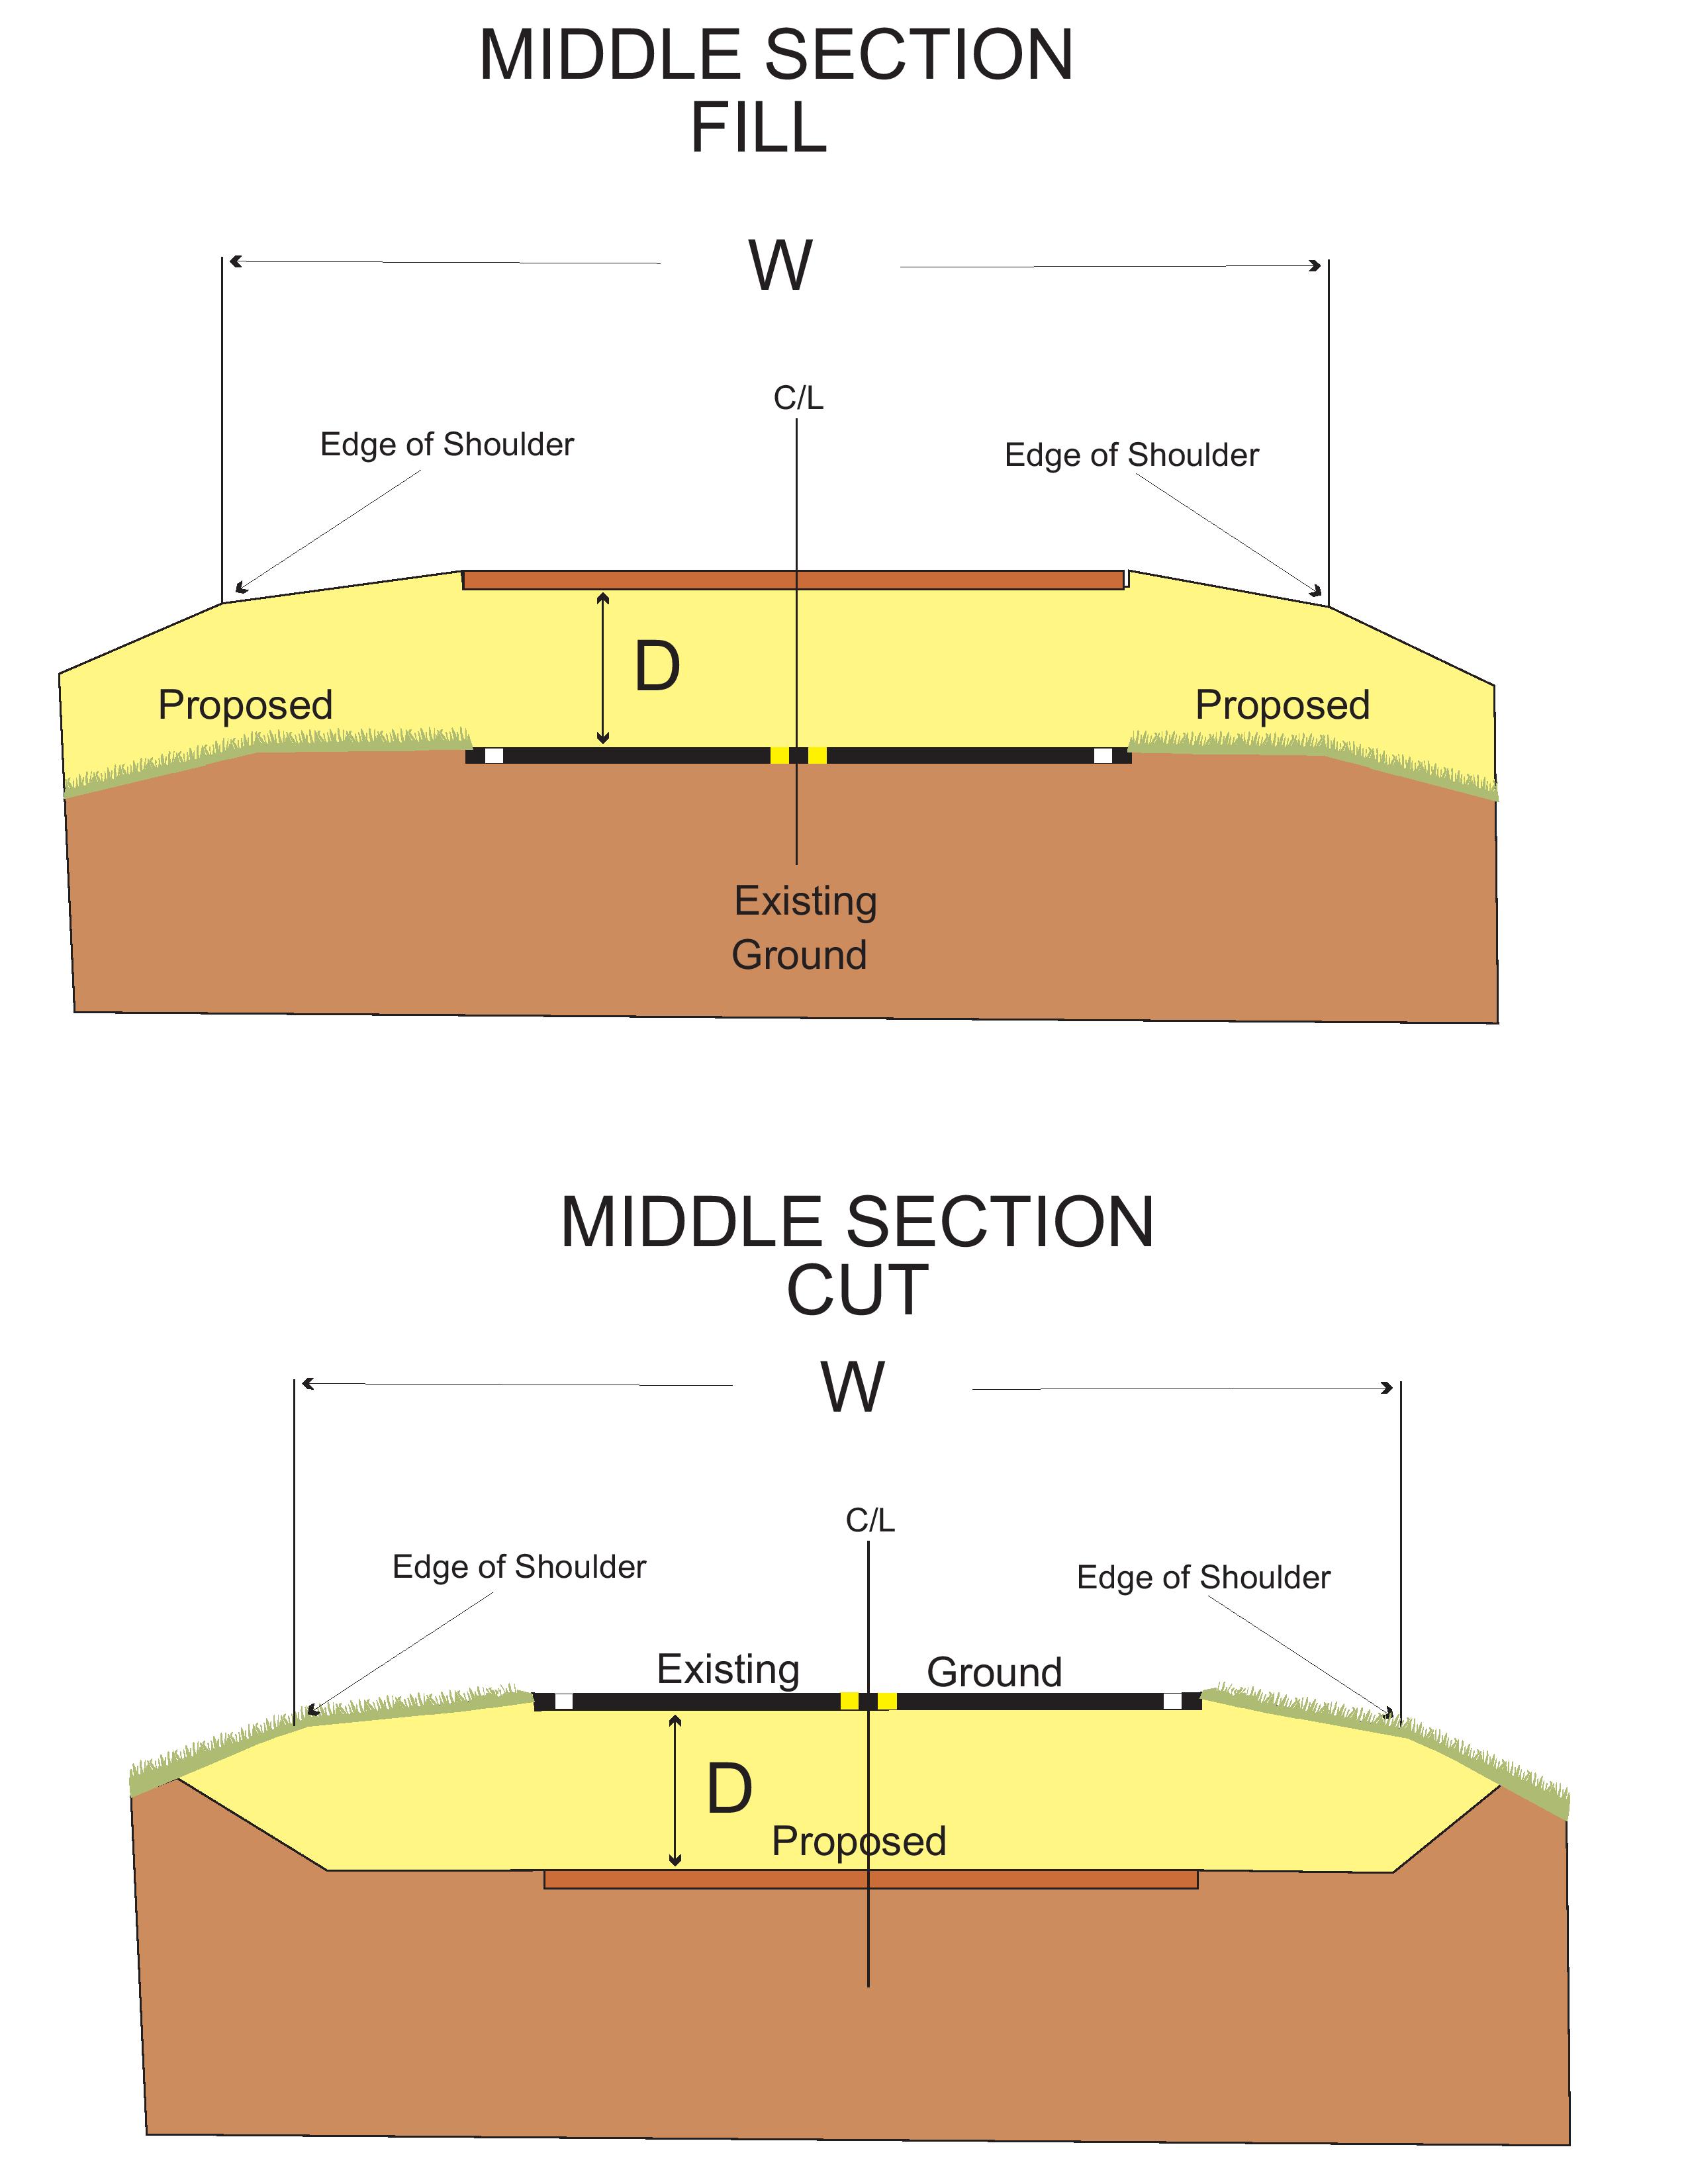 MIDDLE SECTION
FILL
W
C/L
Edge of Shoulder
Edge of Shoulder
D
Proposed
Proposed
Existing
Ground
MIDDLE SECTION
CUT
W
C/L
Edge of Shoulder
Edge of Shoulder
Existing Ground
D
Proposed